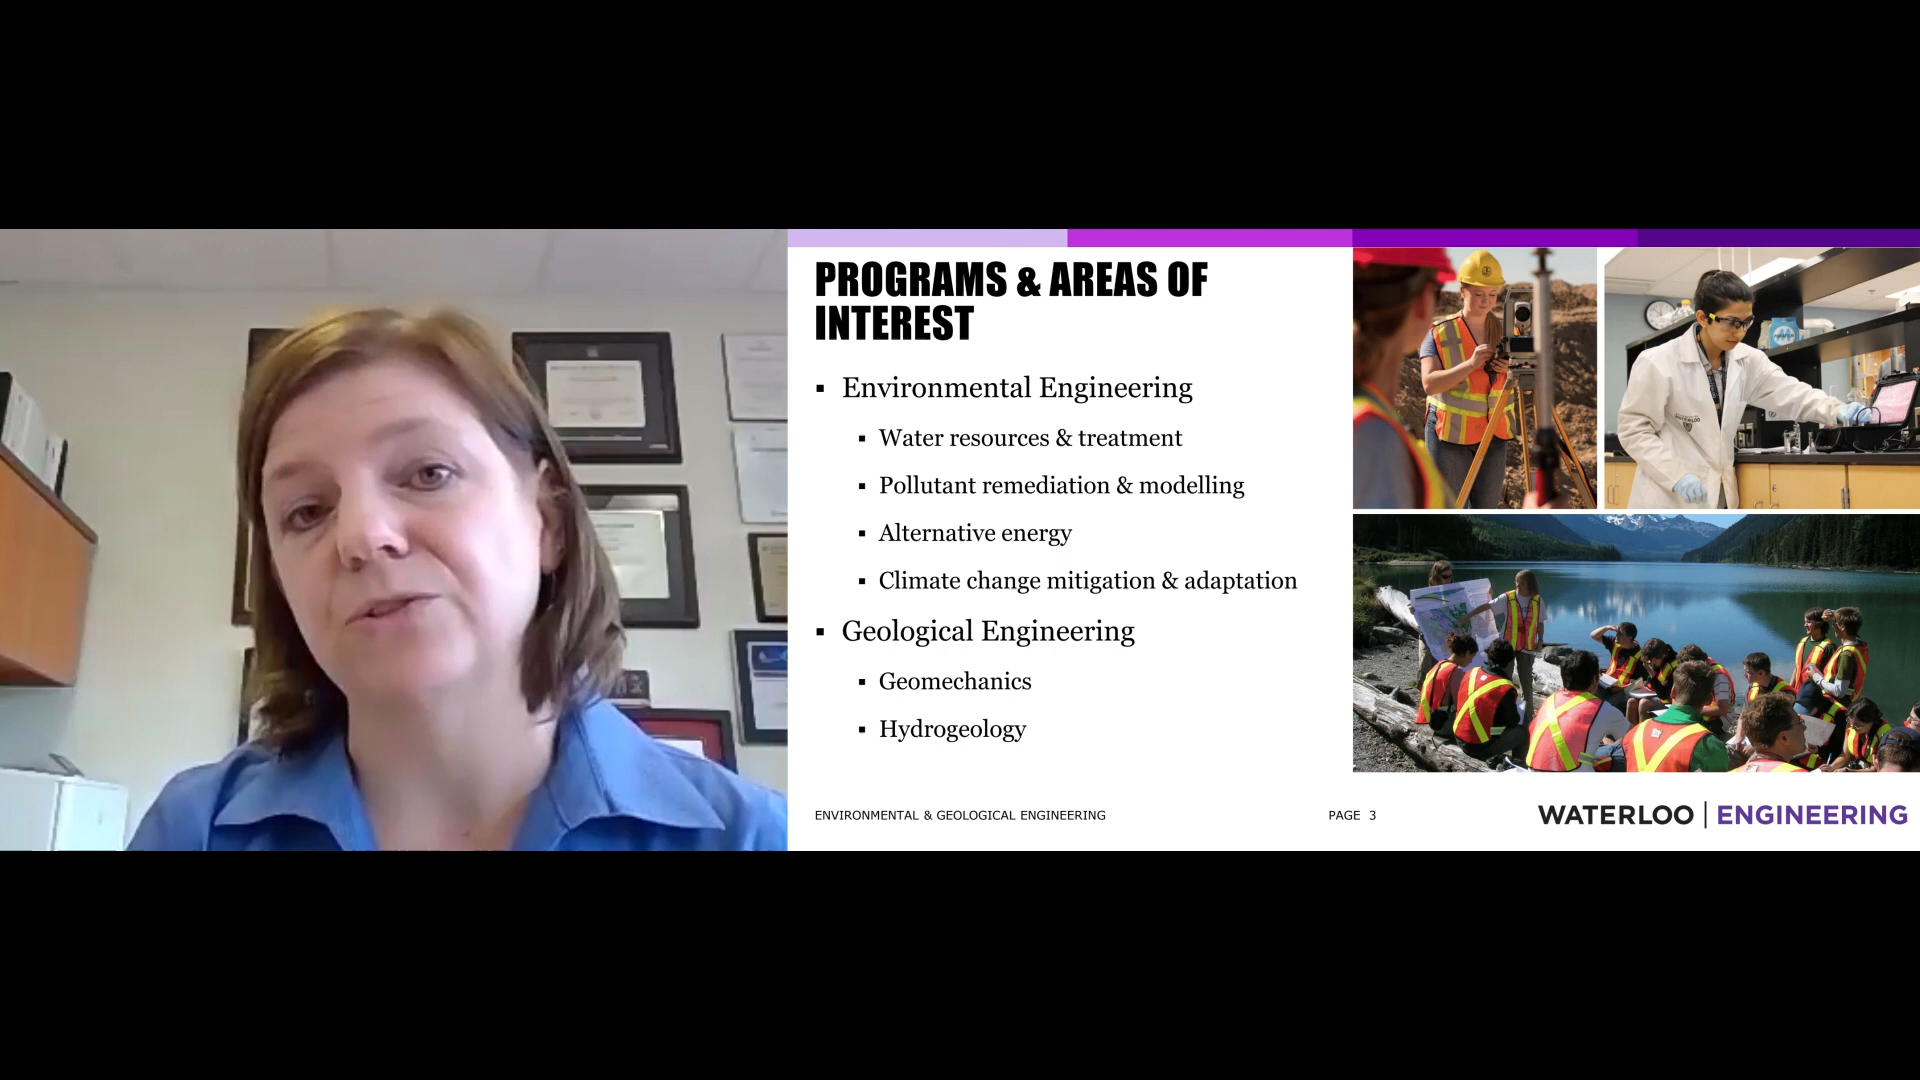 PROGRAMS & AREAS OF
INTEREST
▪ Environmental Engineering
▪ Water resources & treatment
▪ Pollutant remediation & modelling
▪ Alternative energy
▪ Climate change mitigation & adaptation
▪ Geological Engineering
▪ Geomechanics
▪ Hydrogeology
ENVIRONMENTAL & GEOLOGICAL ENGINEERING
PAGE 3
WATERLOO | ENGINEERING